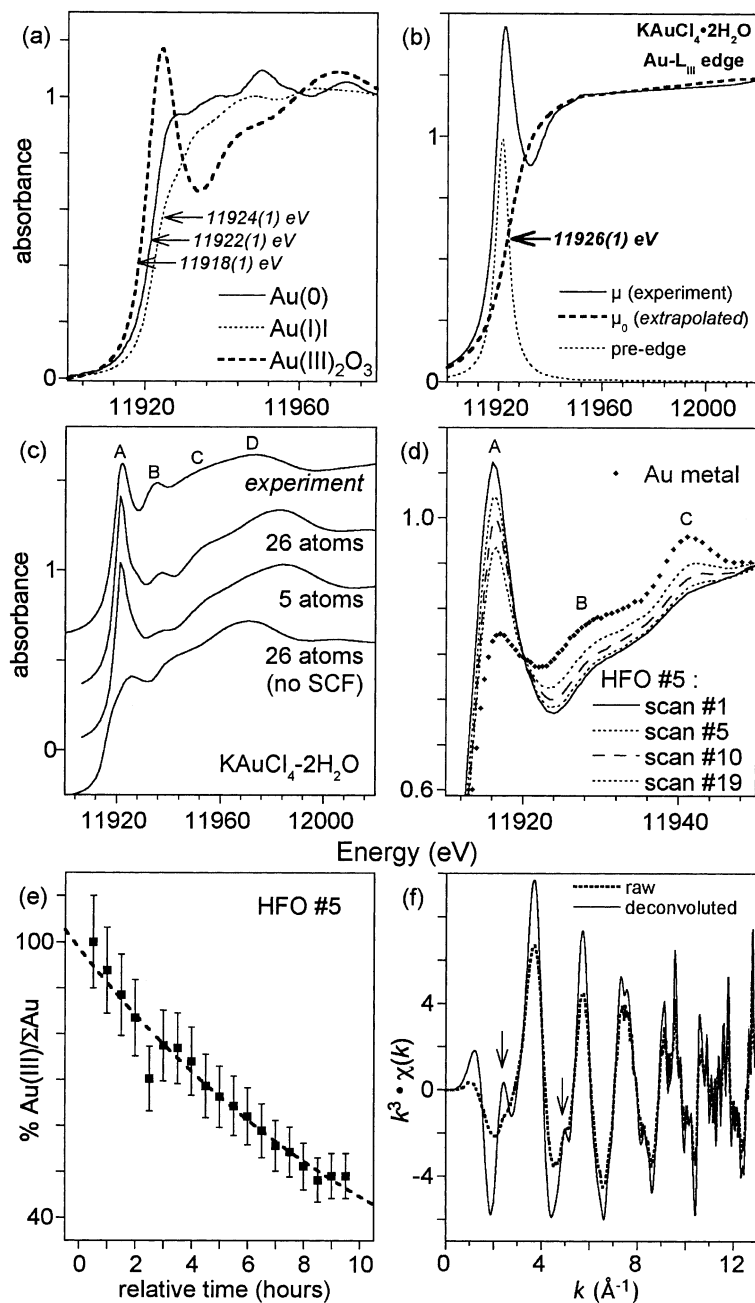 (a)
absorbance
1
0
11924(1) eV
11922(1) eV
11918(1) eV
Au(0)
Au(I)I
Au(III)₂O₃
11920
11960
(b)
KAuCl₄•2H₂O
Au-L_III edge
1
0
11926(1) eV
μ (experiment)
μ₀ (extrapolated)
pre-edge
11920
11960
12000
(c)
absorbance
1
0
A
B
C
D
experiment
26 atoms
5 atoms
26 atoms
(no SCF)
KAuCl₄-2H₂O
11920
11960
12000
(d)
1.0
0.6
A
B
C
Au metal
HFO #5 :
scan #1
scan #5
scan #10
scan #19
11920
11940
Energy (eV)
(e)
HFO #5
% Au(III)/ΣAu
100
40
0
2
4
6
8
10
relative time (hours)
(f)
raw
deconvoluted
k³ • χ(k)
4
0
-4
0
4
8
12
k (Å⁻¹)